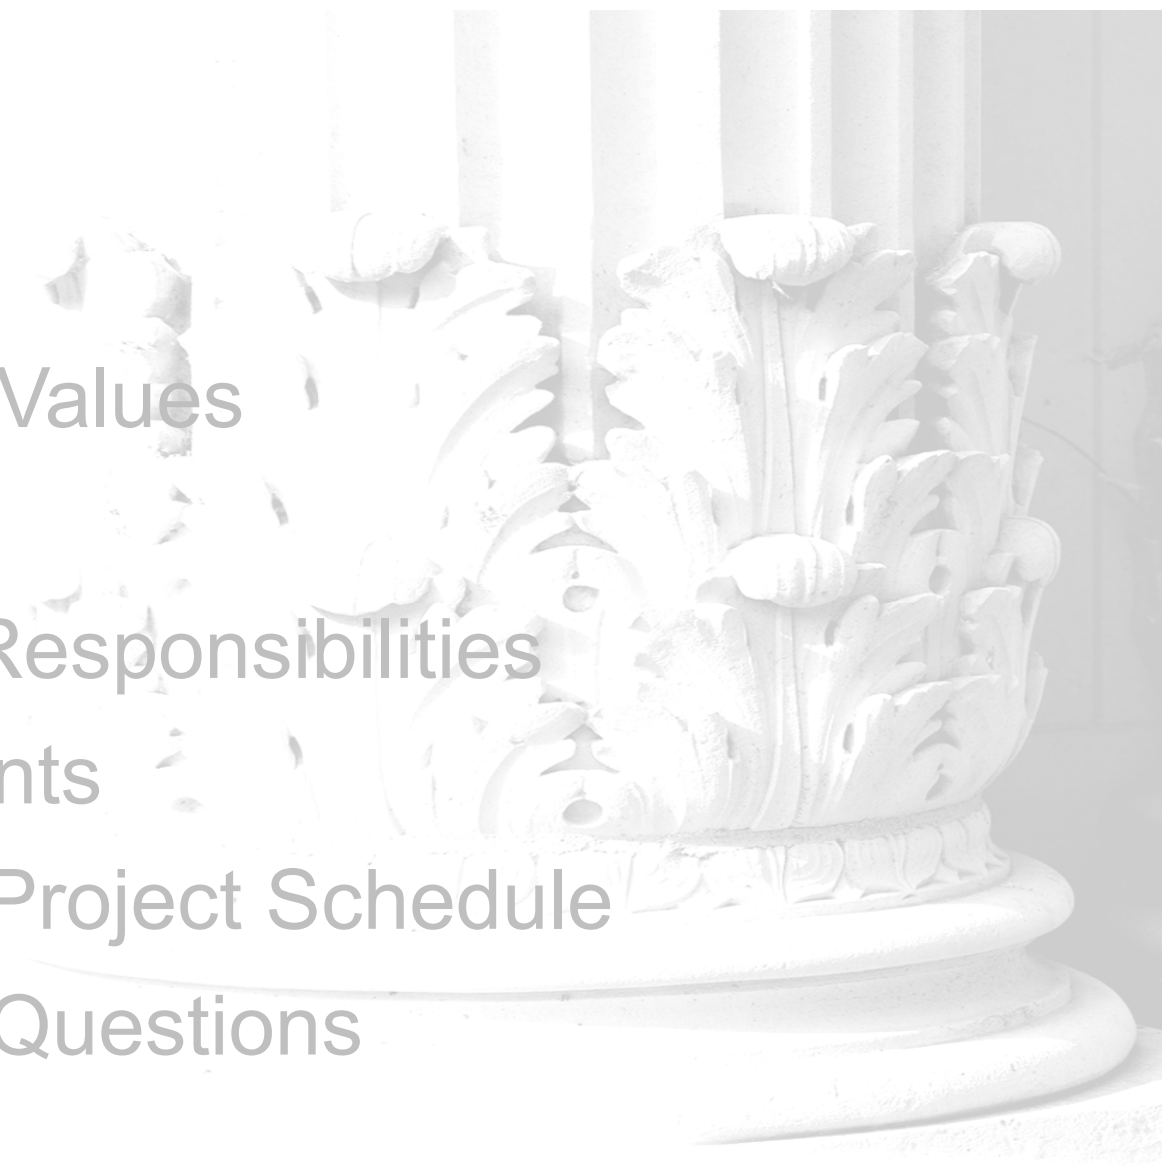 Values
Responsibilities
nts
Project Schedule
Questions